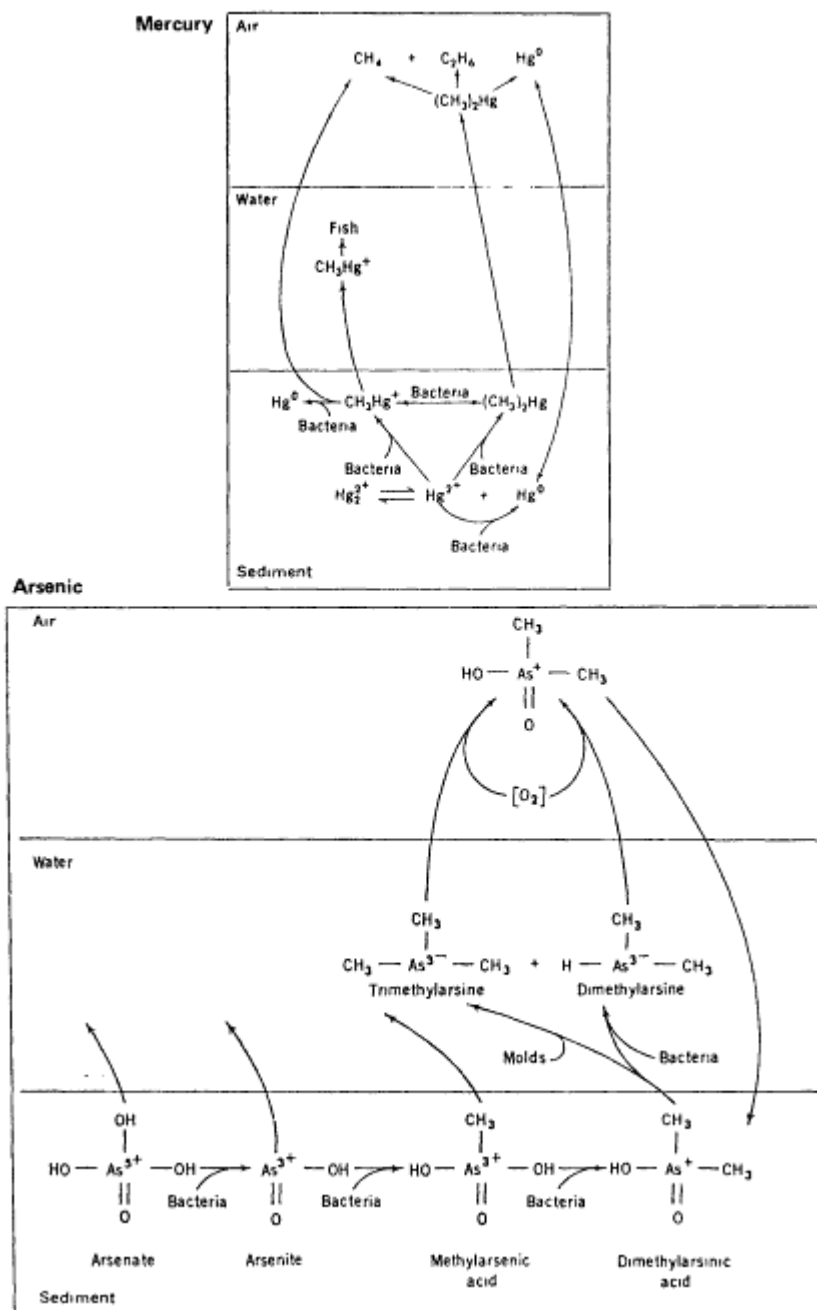 Mercury
Air
CH₄ + C₂H₆ Hg⁰
(CH₃)₂Hg
Water
Fish
CH₃Hg⁺
Hg⁰ CH₃Hg⁺ Bacteria (CH₃)₂Hg
Bacteria
Bacteria Bacteria
Hg₂²⁺ Hg²⁺ + Hg⁰
Bacteria
Sediment
Arsenic
Air
CH₃
HO — As⁺ — CH₃
O
[O₂]
Water
CH₃ CH₃
CH₃ — As³⁻ — CH₃ + H — As³⁻ — CH₃
Trimethylarsine Dimethylarsine
Molds Bacteria
OH CH₃ CH₃
HO — As⁵⁺ — OH As³⁺ — OH HO — As³⁺ — OH HO — As⁺ — CH₃
Bacteria Bacteria Bacteria
O O O O
Arsenate Arsenite Methylarsenic Dimethylarsinic
acid acid
Sediment